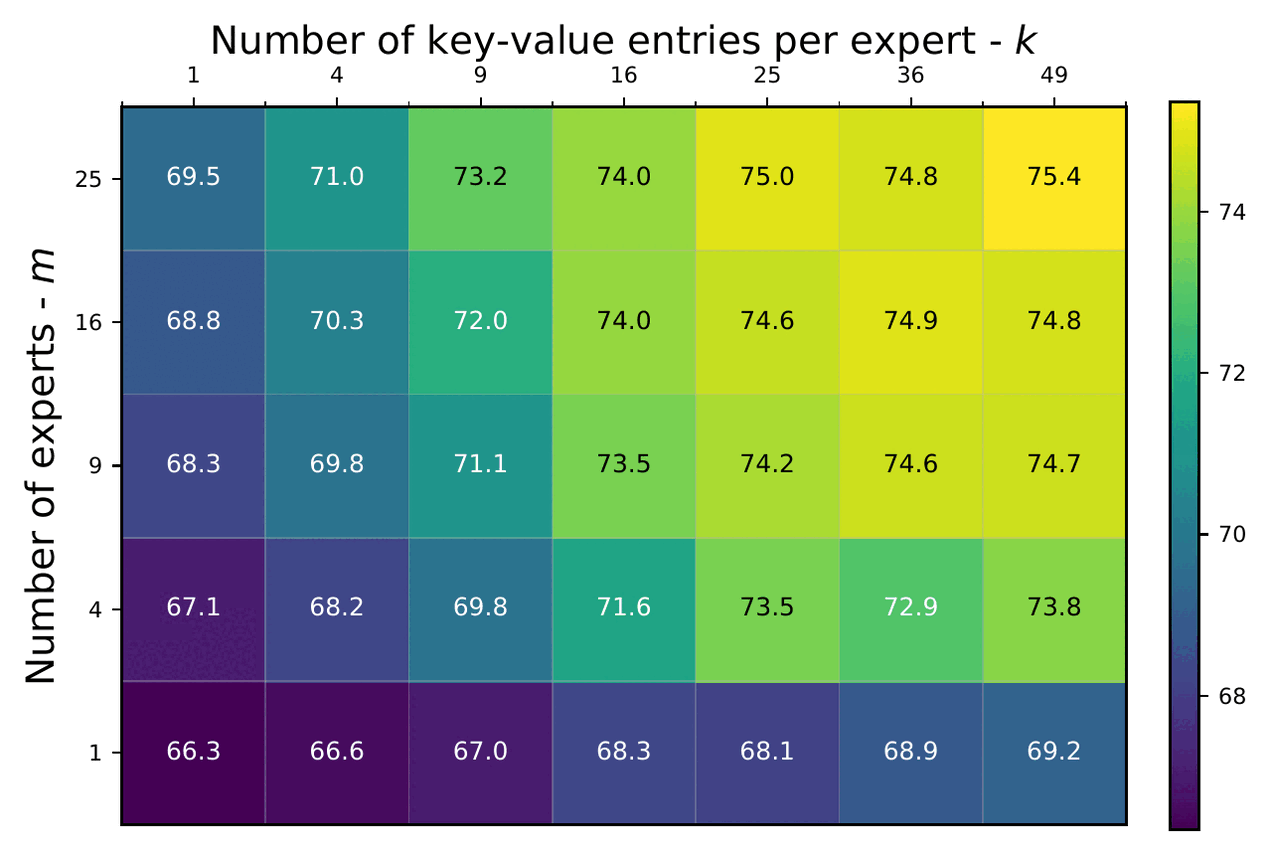 Number of key-value entries per expert - k
1 4 9 16 25 36 49
Number of experts - m
25 69.5 71.0 73.2 74.0 75.0 74.8 75.4
16 68.8 70.3 72.0 74.0 74.6 74.9 74.8
9 68.3 69.8 71.1 73.5 74.2 74.6 74.7
4 67.1 68.2 69.8 71.6 73.5 72.9 73.8
1 66.3 66.6 67.0 68.3 68.1 68.9 69.2
74
72
70
68